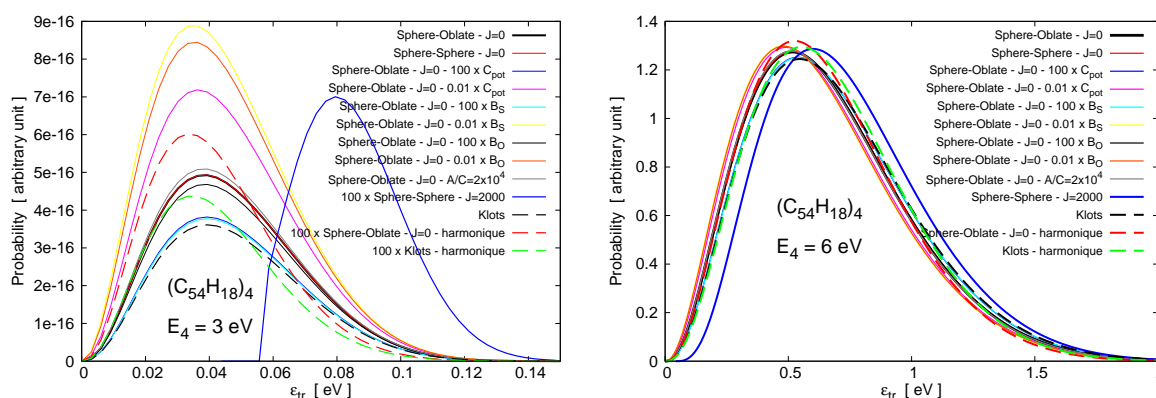 9e-16
8e-16
7e-16
6e-16
5e-16
4e-16
3e-16
2e-16
1e-16
0
0
0.02
0.04
0.06
0.08
0.1
0.12
0.14
Probability [ arbitrary unit ]
ε_tr [ eV ]
Sphere-Oblate - J=0
Sphere-Sphere - J=0
Sphere-Oblate - J=0 - 100 x C_pot
Sphere-Oblate - J=0 - 0.01 x C_pot
Sphere-Oblate - J=0 - 100 x B_S
Sphere-Oblate - J=0 - 0.01 x B_S
Sphere-Oblate - J=0 - 100 x B_O
Sphere-Oblate - J=0 - 0.01 x B_O
Sphere-Oblate - J=0 - A/C=2x10^4
100 x Sphere-Sphere - J=2000
Klots
100 x Sphere-Oblate - J=0 - harmonique
100 x Klots - harmonique
(C_54H_18)_4
E_4 = 3 eV
1.4
1.2
1
0.8
0.6
0.4
0.2
0
0
0.5
1
1.5
Probability [ arbitrary unit ]
ε_tr [ eV ]
Sphere-Oblate - J=0
Sphere-Sphere - J=0
Sphere-Oblate - J=0 - 100 x C_pot
Sphere-Oblate - J=0 - 0.01 x C_pot
Sphere-Oblate - J=0 - 100 x B_S
Sphere-Oblate - J=0 - 0.01 x B_S
Sphere-Oblate - J=0 - 100 x B_O
Sphere-Oblate - J=0 - 0.01 x B_O
Sphere-Oblate - J=0 - A/C=2x10^4
Sphere-Sphere - J=2000
Klots
Sphere-Oblate - J=0 - harmonique
Klots - harmonique
(C_54H_18)_4
E_4 = 6 eV